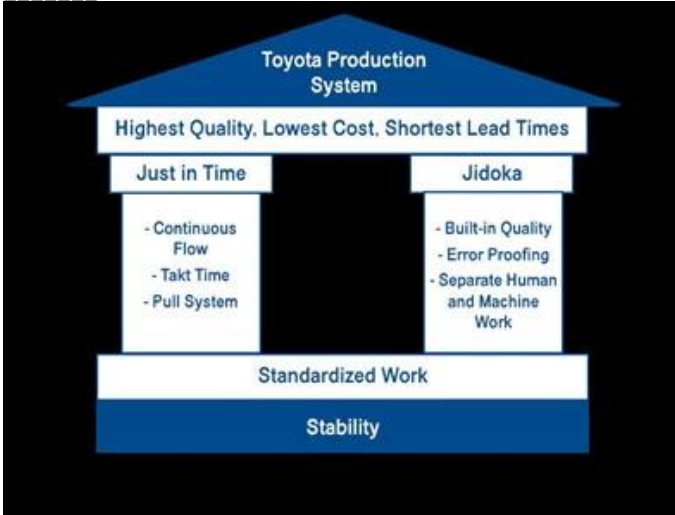 Toyota Production
System
Highest Quality, Lowest Cost, Shortest Lead Times
Just in Time
Jidoka
- Continuous
Flow
- Takt Time
- Pull System
- Built-in Quality
- Error Proofing
- Separate Human
and Machine
Work
Standardized Work
Stability